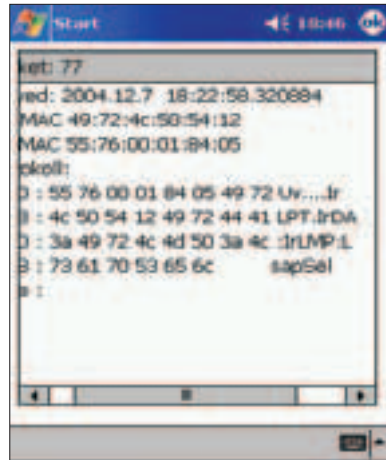 Start 18:46 ok
ket: 77
ved: 2004.12.7 18:22:58.320884
MAC 49:72:4c:50:54:12
MAC 55:76:00:01:84:05
okoll:
0 : 55 76 00 01 84 05 49 72 Uv....Ir
8 : 4c 50 54 12 49 72 44 41 LPT.IrDA
0 : 3a 49 72 4c 4d 50 3a 4c :IrLMP:L
8 : 73 61 70 53 65 6c sapSel